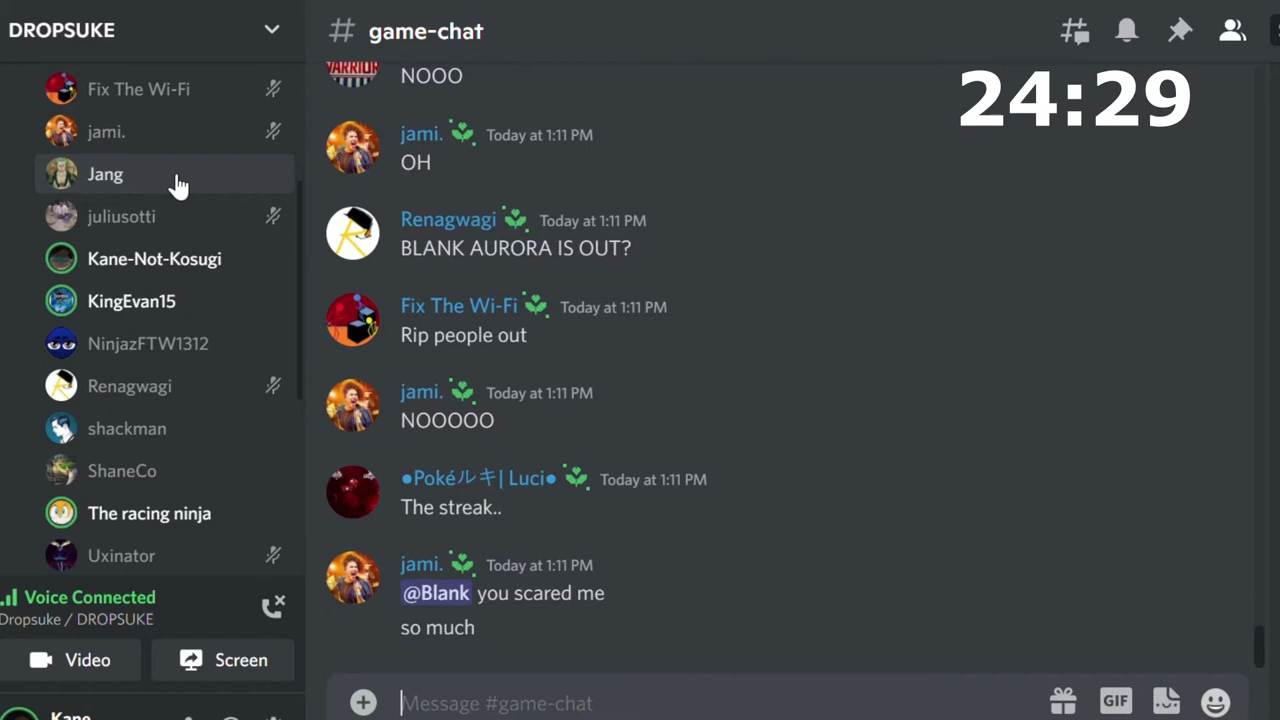 DROPSUKE
Fix The Wi-Fi
jami.
Jang
juliusotti
Kane-Not-Kosugi
KingEvan15
NinjazFTW1312
Renagwagi
shackman
ShaneCo
The racing ninja
Uxinator
Voice Connected
Dropsuke / DROPSUKE
Video
Screen
Kane
# game-chat
24:29
WARRIOR
NOOO
jami. Today at 1:11 PM
OH
Renagwagi Today at 1:11 PM
BLANK AURORA IS OUT?
Fix The Wi-Fi Today at 1:11 PM
Rip people out
jami. Today at 1:11 PM
NOOOOO
●Pokéルキ| Luci● Today at 1:11 PM
The streak..
jami. Today at 1:11 PM
@Blank you scared me
so much
Message #game-chat
GIF